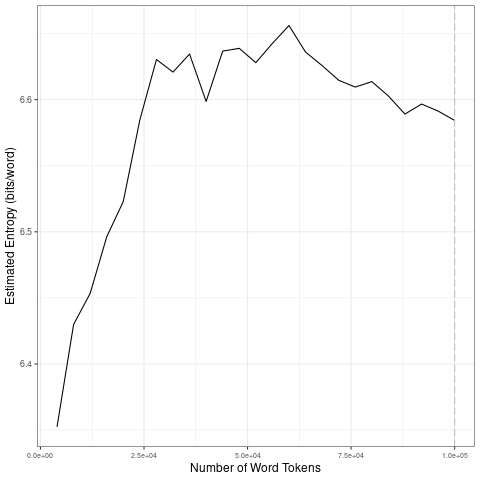 Estimated Entropy (bits/word)
6.6
6.5
6.4
0.0e+00 2.5e+04 5.0e+04 7.5e+04 1.0e+05
Number of Word Tokens